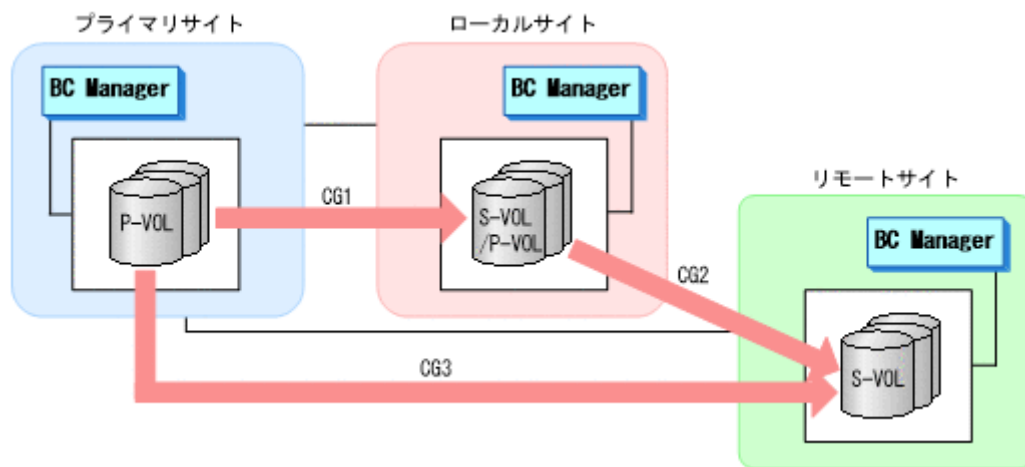 プライマリサイト
ローカルサイト
BC Manager
BC Manager
P-VOL
CG1
S-VOL
/P-VOL
リモートサイト
BC Manager
CG2
CG3
S-VOL